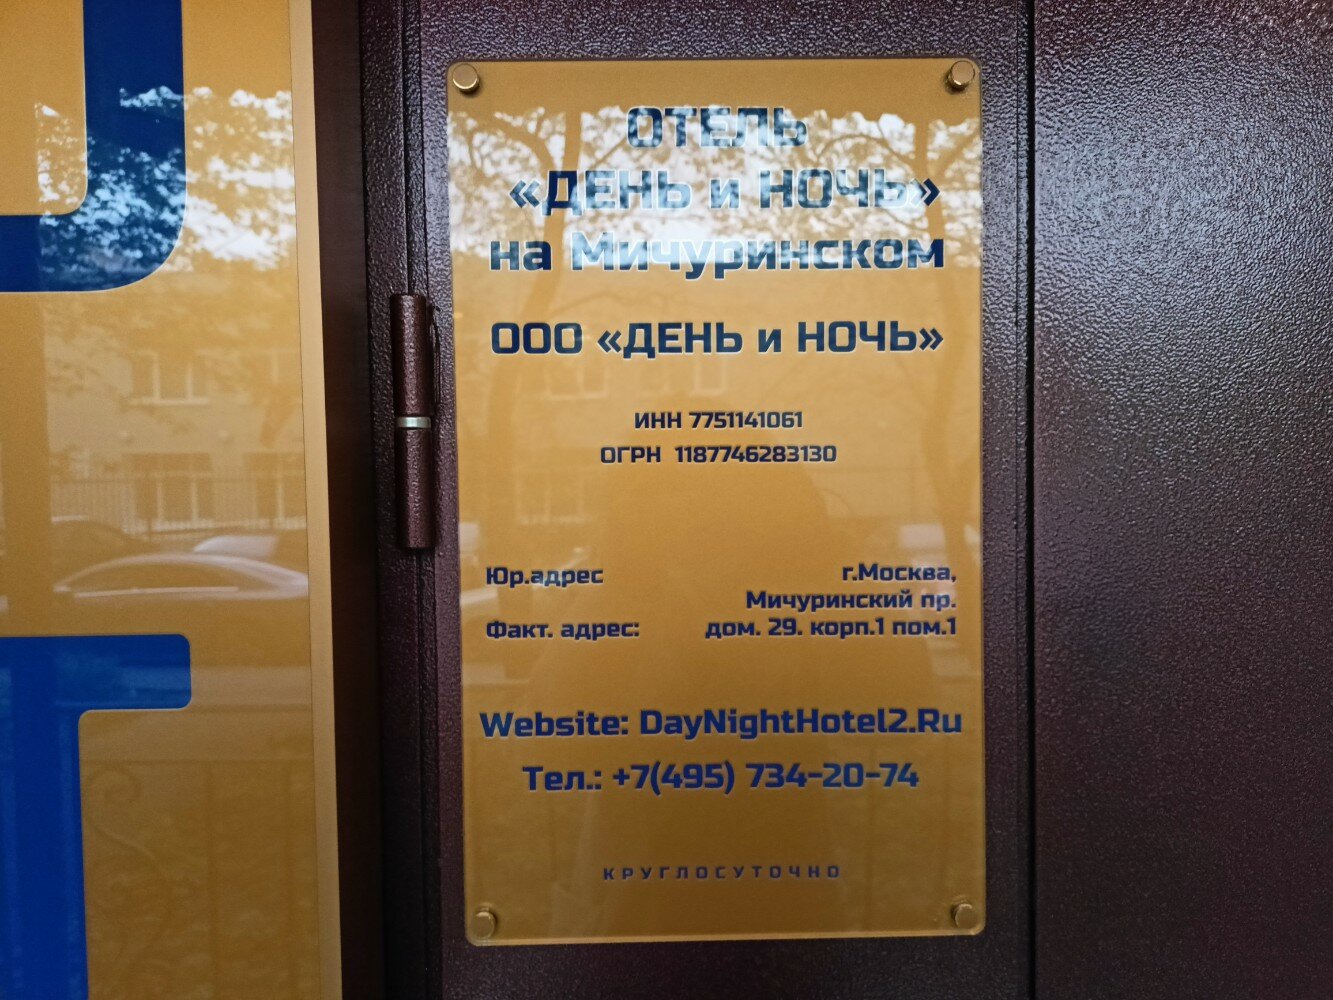 ОТЕЛЬ
«ДЕНЬ и НОЧЬ»
на Мичуринском
ООО «ДЕНЬ и НОЧЬ»
ИНН 7751141061
ОГРН 1187746283130
Юр.адрес г.Москва,
Мичуринский пр.
Факт. адрес: дом. 29. корп.1 пом.1
Website: DayNightHotel2.Ru
Тел.: +7(495) 734-20-74
КРУГЛОСУТОЧНО